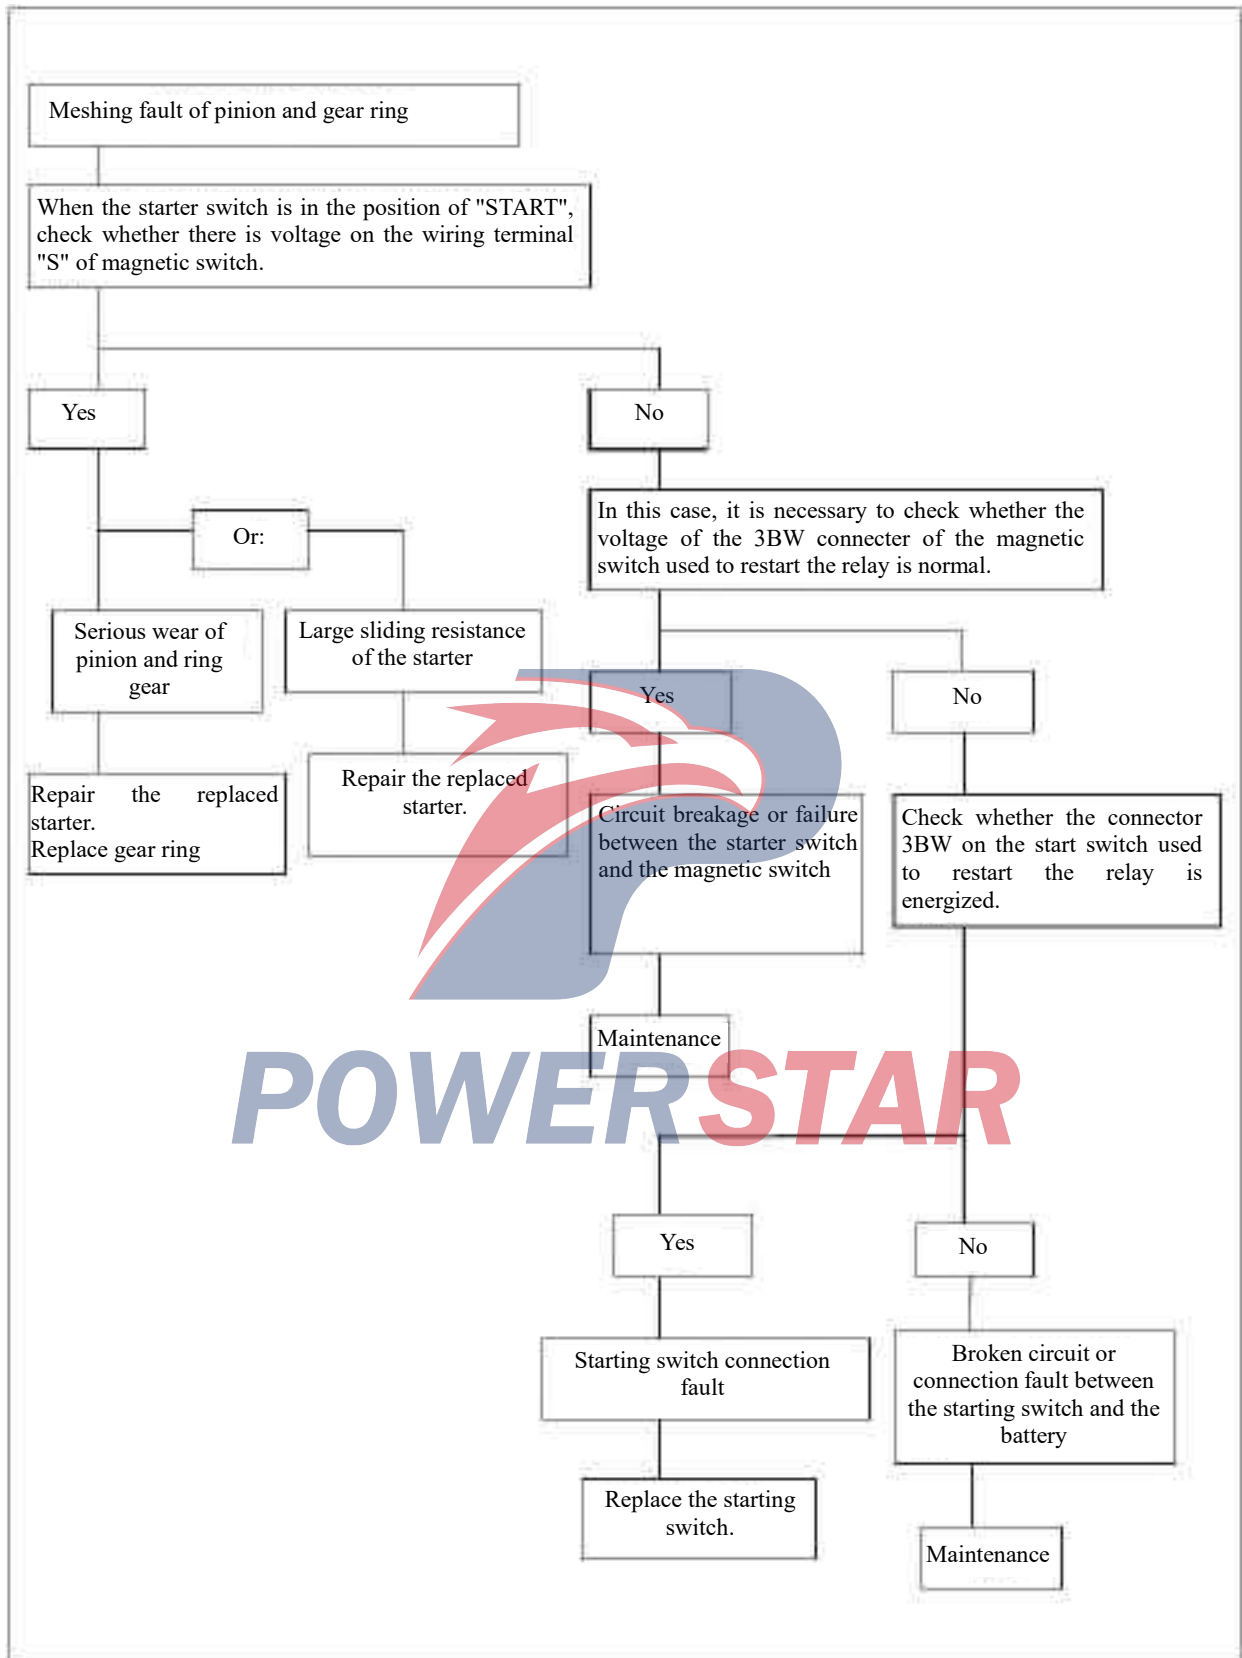 Meshing fault of pinion and gear ring
When the starter switch is in the position of "START",
check whether there is voltage on the wiring terminal
"S" of magnetic switch.
Yes
No
Or:
In this case, it is necessary to check whether the
voltage of the 3BW connecter of the magnetic
switch used to restart the relay is normal.
Serious wear of
pinion and ring
gear
Large sliding resistance
of the starter
Yes
No
Repair the replaced
starter.
Replace gear ring
Repair the replaced
starter.
Circuit breakage or failure
between the starter switch
and the magnetic switch
Check whether the connector
3BW on the start switch used
to restart the relay is
energized.
Maintenance
POWERSTAR
Yes
No
Starting switch connection
fault
Broken circuit or
connection fault between
the starting switch and the
battery
Replace the starting
switch.
Maintenance